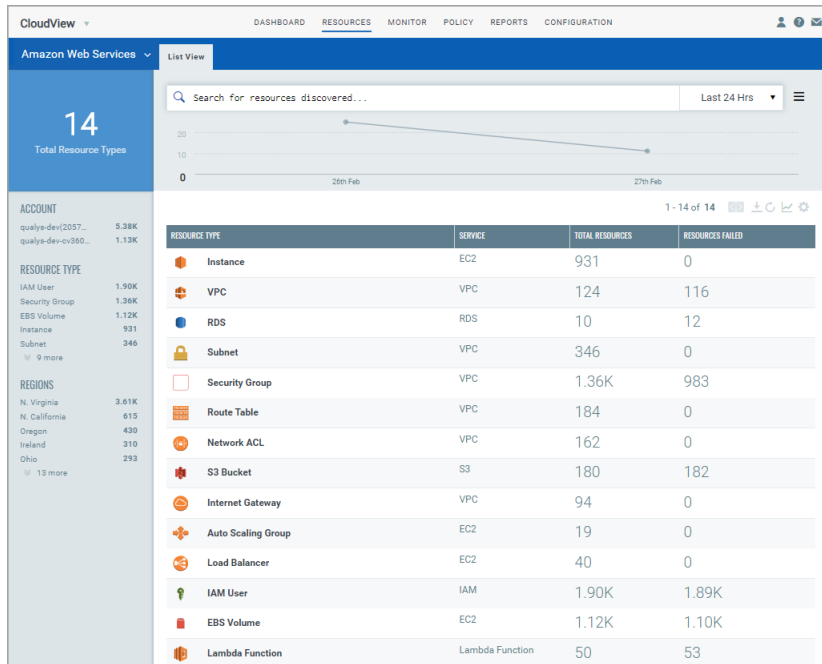 CloudView
DASHBOARD RESOURCES MONITOR POLICY REPORTS CONFIGURATION
Amazon Web Services
List View
14
Total Resource Types
Search for resources discovered...
Last 24 Hrs
20
10
0
26th Feb 27th Feb
1 - 14 of 14
ACCOUNT
qualys-dev(2057... 5.38K
qualys-dev-cv360... 1.13K
RESOURCE TYPE
IAM User 1.90K
Security Group 1.36K
EBS Volume 1.12K
Instance 931
Subnet 346
9 more
REGIONS
N. Virginia 3.61K
N. California 615
Oregon 430
Ireland 310
Ohio 293
13 more
RESOURCE TYPE SERVICE TOTAL RESOURCES RESOURCES FAILED
Instance EC2 931 0
VPC VPC 124 116
RDS RDS 10 12
Subnet VPC 346 0
Security Group VPC 1.36K 983
Route Table VPC 184 0
Network ACL VPC 162 0
S3 Bucket S3 180 182
Internet Gateway VPC 94 0
Auto Scaling Group EC2 19 0
Load Balancer EC2 40 0
IAM User IAM 1.90K 1.89K
EBS Volume EC2 1.12K 1.10K
Lambda Function Lambda Function 50 53